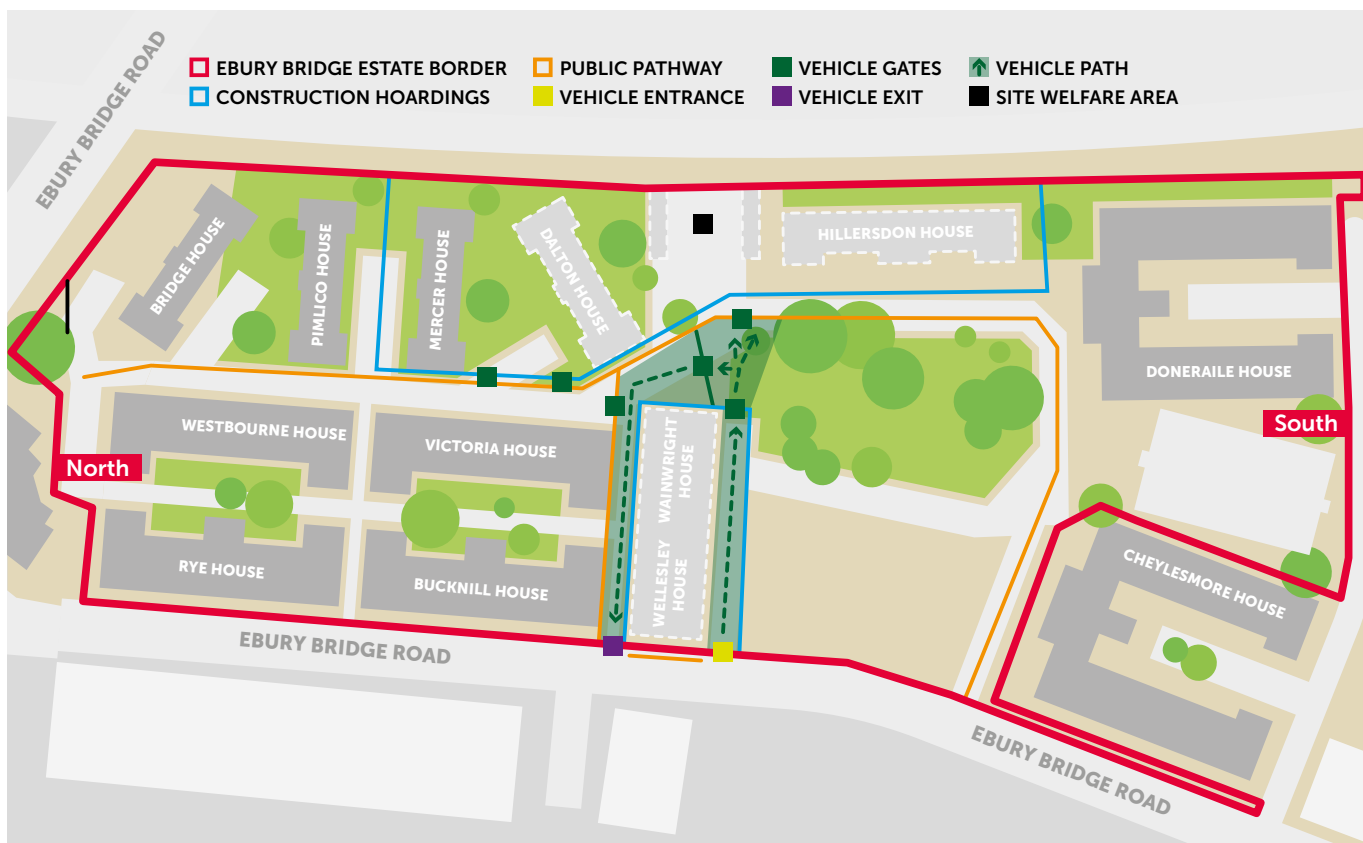 EBURY BRIDGE ESTATE BORDER
PUBLIC PATHWAY
VEHICLE GATES
VEHICLE PATH
CONSTRUCTION HOARDINGS
VEHICLE ENTRANCE
VEHICLE EXIT
SITE WELFARE AREA
EBURY BRIDGE ROAD
BRIDGE HOUSE
PIMLICO HOUSE
MERCER HOUSE
DALTON HOUSE
HILLERSDON HOUSE
DONERAILE HOUSE
WESTBOURNE HOUSE
VICTORIA HOUSE
North
South
WAINWRIGHT
HOUSE
WELLESLEY
HOUSE
RYE HOUSE
BUCKNILL HOUSE
CHEYLESMORE HOUSE
EBURY BRIDGE ROAD
EBURY BRIDGE ROAD